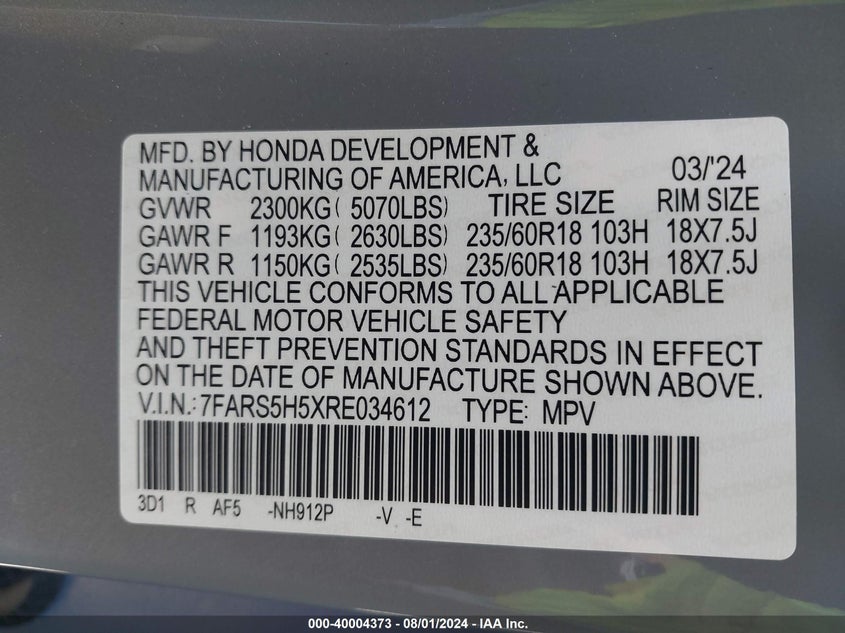 MFD. BY HONDA DEVELOPMENT &
MANUFACTURING OF AMERICA, LLC 03/'24
GVWR 2300KG( 5070LBS) TIRE SIZE RIM SIZE
GAWR F 1193KG( 2630LBS) 235/60R18 103H 18X7.5J
GAWR R 1150KG( 2535LBS) 235/60R18 103H 18X7.5J
THIS VEHICLE CONFORMS TO ALL APPLICABLE
FEDERAL MOTOR VEHICLE SAFETY
AND THEFT PREVENTION STANDARDS IN EFFECT
ON THE DATE OF MANUFACTURE SHOWN ABOVE.
V.I.N.: 7FARS5H5XRE034612 TYPE: MPV
3D1 R AF5 -NH912P -V -E
000-40004373 - 08/01/2024 - IAA Inc.